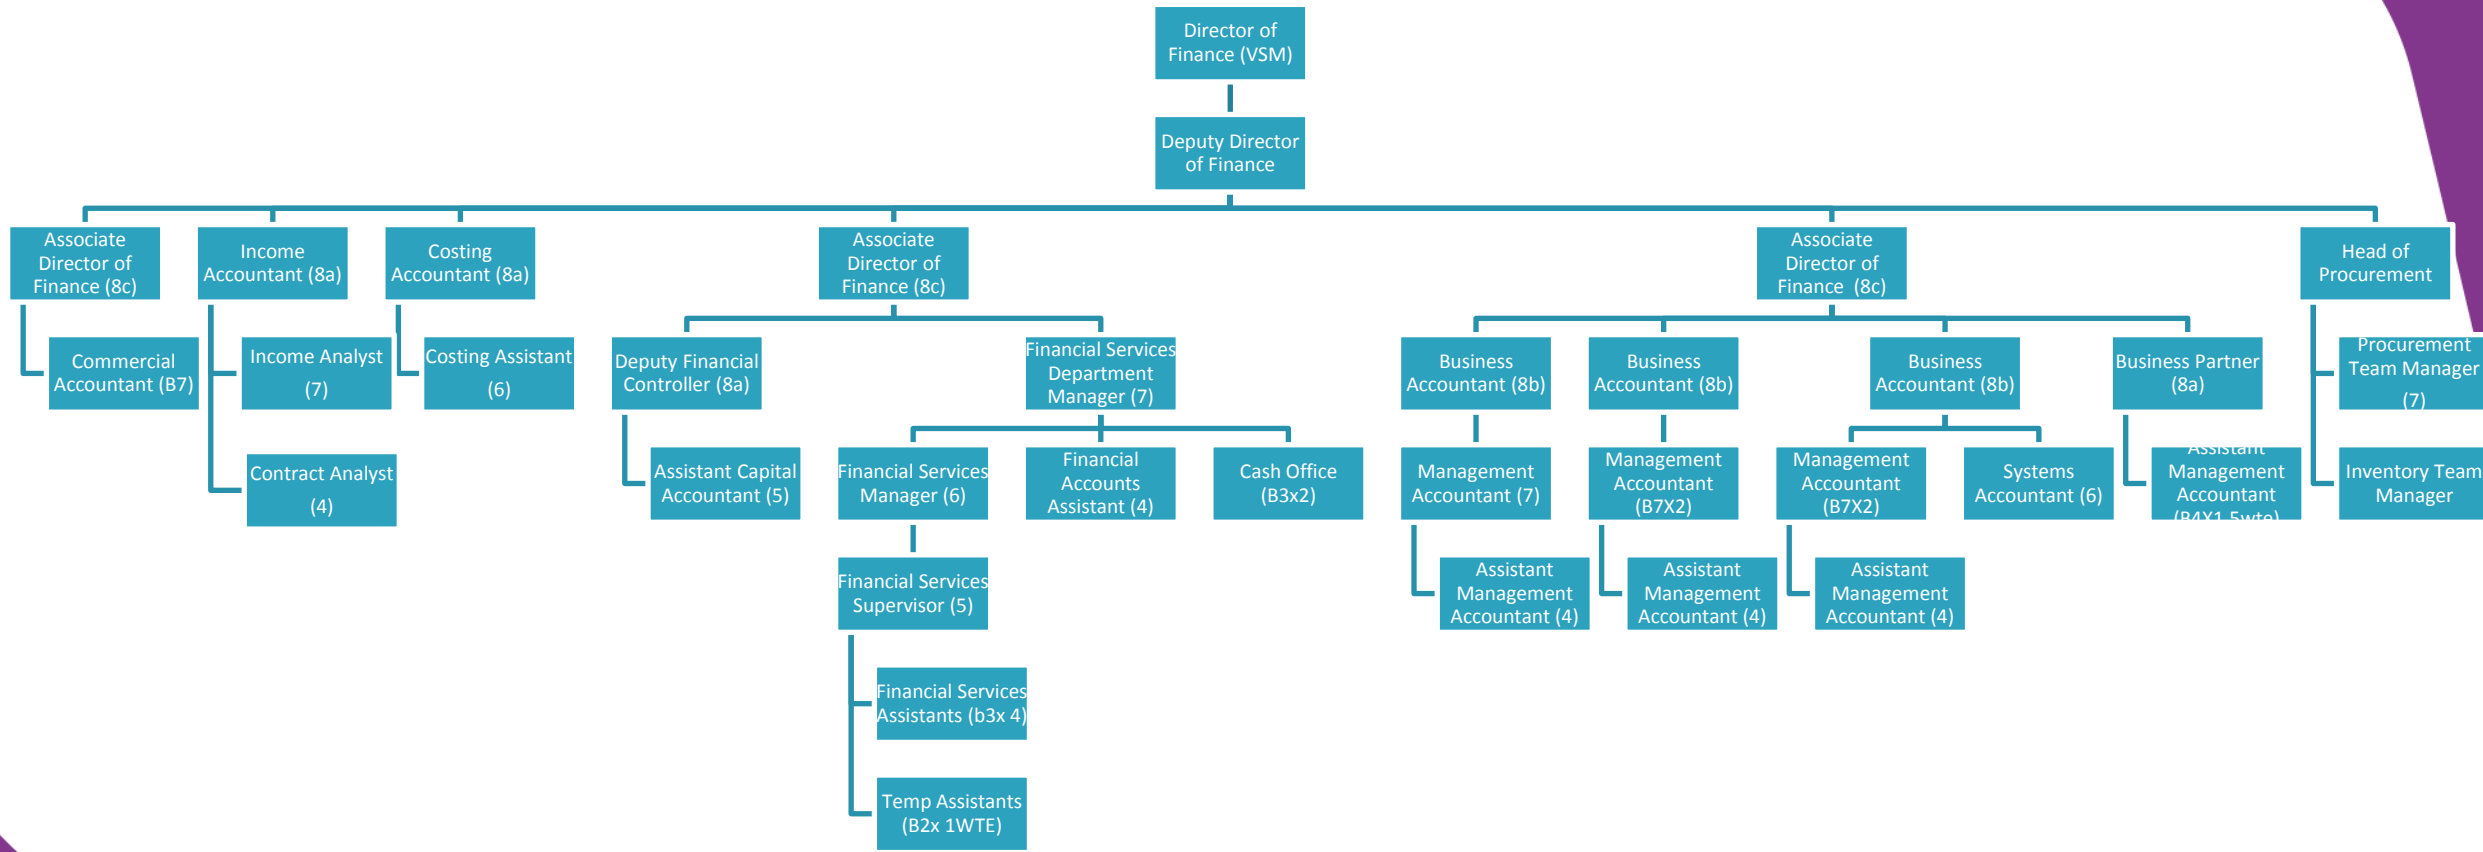 Director of
Finance (VSM)
Deputy Director
of Finance
Associate
Director of
Finance (8c)
Income
Accountant (8a)
Costing
Accountant (8a)
Associate
Director of
Finance (8c)
Associate
Director of
Finance (8c)
Head of
Procurement
Commercial
Accountant (B7)
Income Analyst
(7)
Costing Assistant
(6)
Deputy Financial
Controller (8a)
Financial Services
Department
Manager (7)
Business
Accountant (8b)
Business
Accountant (8b)
Business
Accountant (8b)
Business Partner
(8a)
Procurement
Team Manager
(7)
Contract Analyst
(4)
Assistant Capital
Accountant (5)
Financial Services
Manager (6)
Financial
Accounts
Assistant (4)
Cash Office
(B3x2)
Management
Accountant (7)
Management
Accountant
(B7X2)
Management
Accountant
(B7X2)
Systems
Accountant (6)
Assistant
Management
Accountant
(B4X1.5wte)
Inventory Team
Manager
Financial Services
Supervisor (5)
Assistant
Management
Accountant (4)
Assistant
Management
Accountant (4)
Assistant
Management
Accountant (4)
Financial Services
Assistants (b3x 4)
Temp Assistants
(B2x 1WTE)